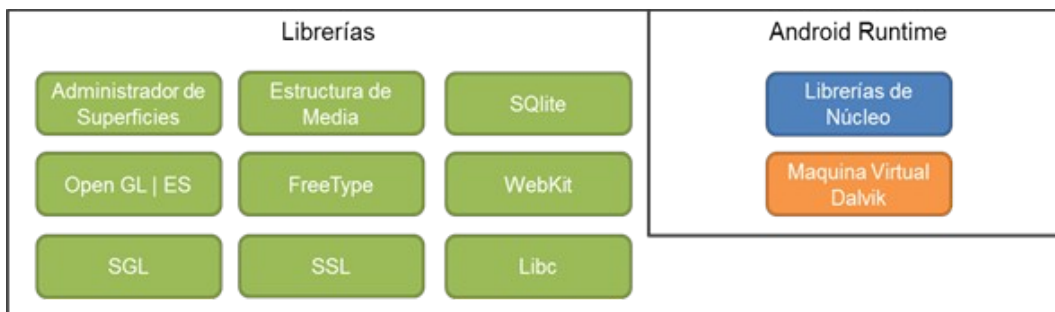 Librerías
Administrador de
Superficies
Estructura de
Media
SQlite
Open GL | ES
FreeType
WebKit
SGL
SSL
Libc
Android Runtime
Librerías de
Núcleo
Maquina Virtual
Dalvik